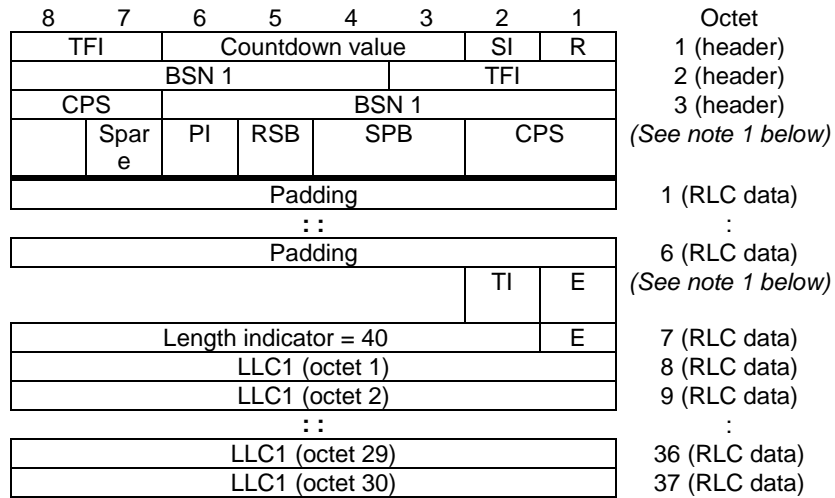 8 7 6 5 4 3 2 1 Octet
TFI Countdown value SI R 1 (header)
BSN 1 TFI 2 (header)
CPS BSN 1 3 (header)
Spar PI RSB SPB CPS (See note 1 below)
e
Padding 1 (RLC data)
: : :
Padding 6 (RLC data)
TI E (See note 1 below)
Length indicator = 40 E 7 (RLC data)
LLC1 (octet 1) 8 (RLC data)
LLC1 (octet 2) 9 (RLC data)
: : :
LLC1 (octet 29) 36 (RLC data)
LLC1 (octet 30) 37 (RLC data)